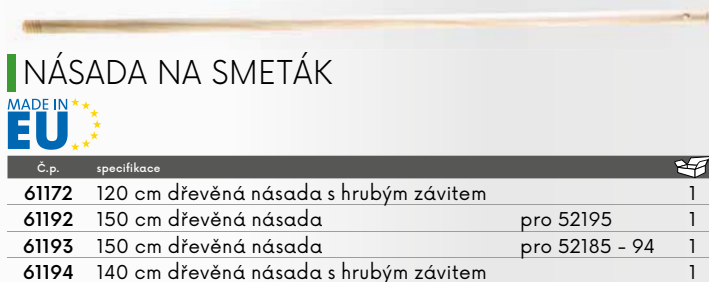 NÁSADA NA SMETÁK
MADE IN
EU
Č.p. specifikace
61172 120 cm dřevěná násada s hrubým závitem 1
61192 150 cm dřevěná násada pro 52195 1
61193 150 cm dřevěná násada pro 52185 - 94 1
61194 140 cm dřevěná násada s hrubým závitem 1